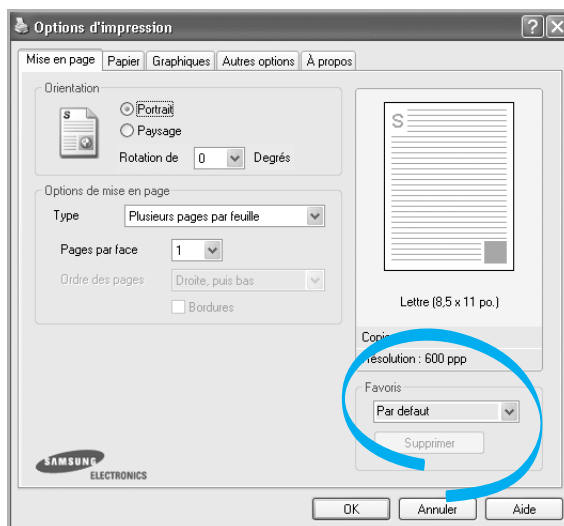 Options d'impression
Mise en page Papier Graphiques Autres options À propos
Orientation
S
Portrait
Paysage
Rotation de 0 Degrés
Options de mise en page
Type Plusieurs pages par feuille
Pages par face 1
Ordre des pages Droite, puis bas
Bordures
S
Lettre (8,5 x 11 po.)
Résolution : 600 ppp
Favoris
Par defaut
Supprimer
SAMSUNG
ELECTRONICS
OK Annuler Aide